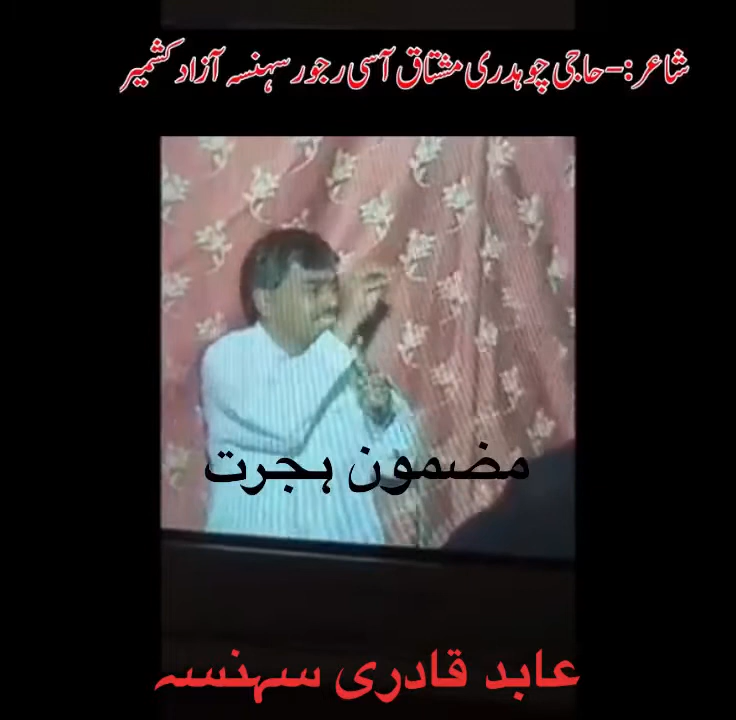 شاعر:-حاجی چوہدری مشتاق آسی رجور سہنسہ آزاد کشمیر
مضمون ہجرت
عابد قادری سہنسہ